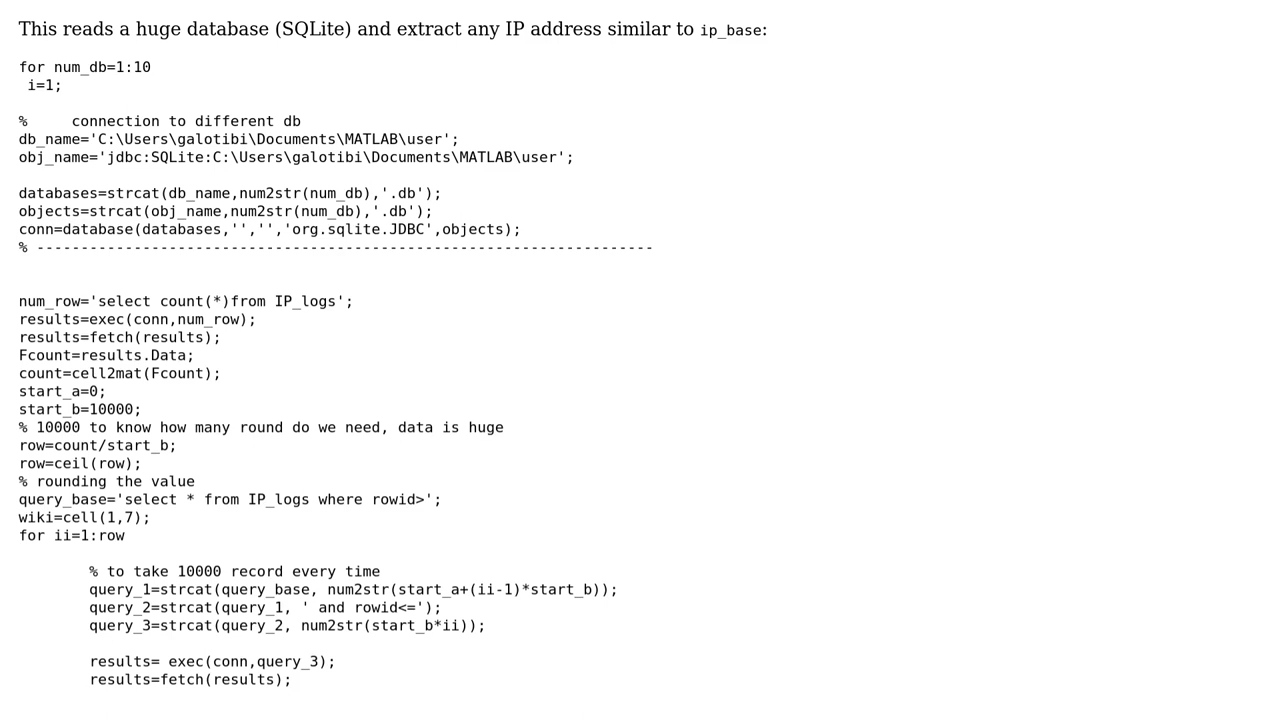 This reads a huge database (SQLite) and extract any IP address similar to ip_base:
for num_db=1:10
 i=1;
%     connection to different db
db_name='C:\Users\galotibi\Documents\MATLAB\user';
obj_name='jdbc:SQLite:C:\Users\galotibi\Documents\MATLAB\user';
databases=strcat(db_name,num2str(num_db),'.db');
objects=strcat(obj_name,num2str(num_db),'.db');
conn=database(databases,'','','org.sqlite.JDBC',objects);
% ----------------------------------------------------------------------
num_row='select count(*)from IP_logs';
results=exec(conn,num_row);
results=fetch(results);
Fcount=results.Data;
count=cell2mat(Fcount);
start_a=0;
start_b=10000;
% 10000 to know how many round do we need, data is huge
row=count/start_b;
row=ceil(row);
% rounding the value
query_base='select * from IP_logs where rowid>';
wiki=cell(1,7);
for ii=1:row
        % to take 10000 record every time
        query_1=strcat(query_base, num2str(start_a+(ii-1)*start_b));
        query_2=strcat(query_1, ' and rowid<=');
        query_3=strcat(query_2, num2str(start_b*ii));
        results= exec(conn,query_3);
        results=fetch(results);